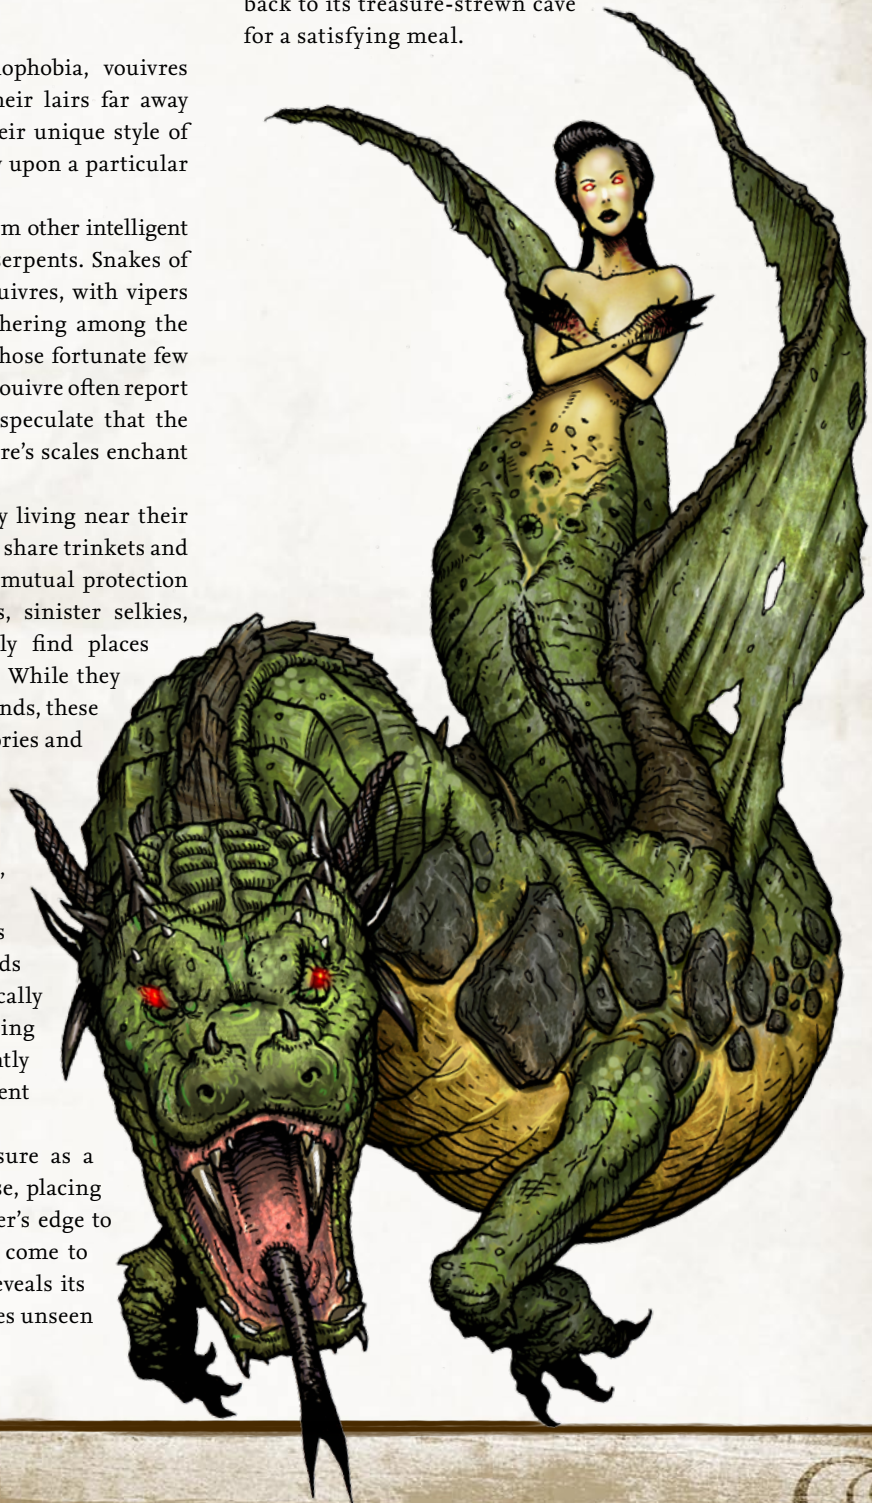 back to its treasure-strewn cave
for a satisfying meal.
ophobia, vouivres
heir lairs far away
eir unique style of
upon a particular
m other intelligent
serpents. Snakes of
uivres, with vipers
hering among the
hose fortunate few
ouivre often report
speculate that the
re's scales enchant
y living near their
share trinkets and
mutual protection
s, sinister selkies,
ly find places
While they
nds, these
ories and
,
s
ds
cally
ing
ntly
ent
sure as a
se, placing
er's edge to
come to
eveals its
es unseen